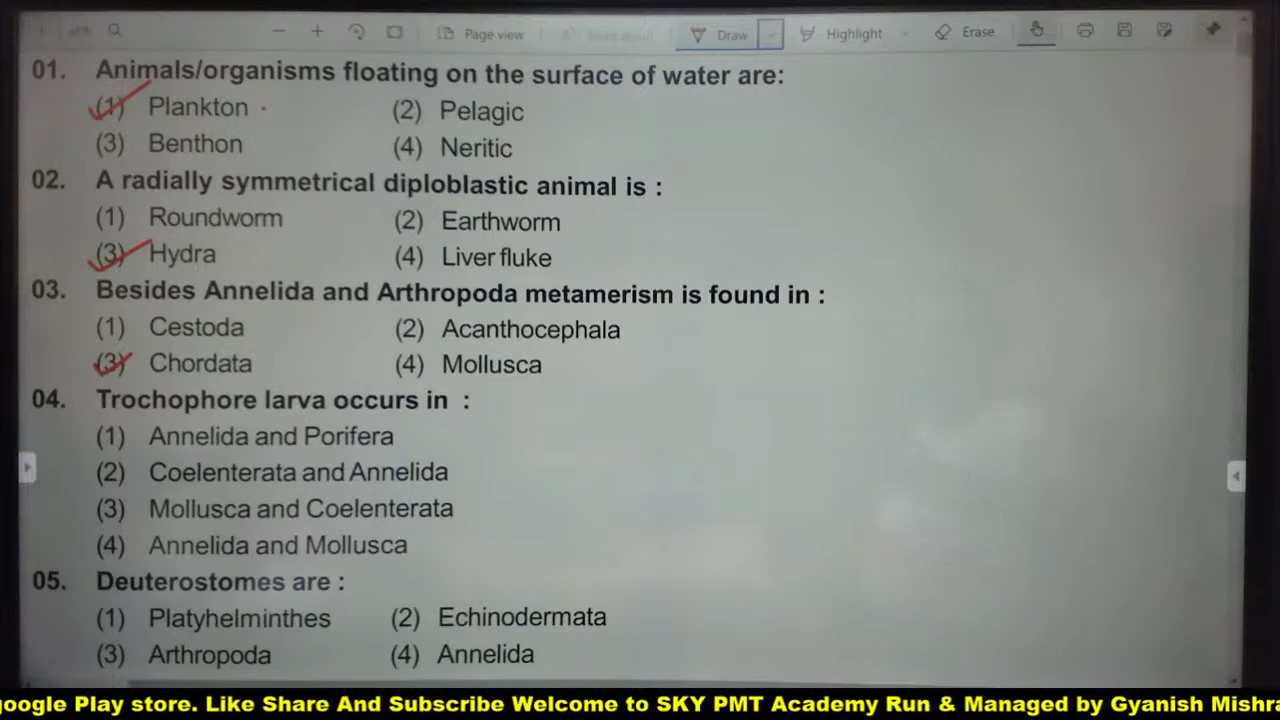 Page view
Draw
Highlight
Erase
01. Animals/organisms floating on the surface of water are:
(1) Plankton (2) Pelagic
(3) Benthon (4) Neritic
02. A radially symmetrical diploblastic animal is :
(1) Roundworm (2) Earthworm
(3) Hydra (4) Liver fluke
03. Besides Annelida and Arthropoda metamerism is found in :
(1) Cestoda (2) Acanthocephala
(3) Chordata (4) Mollusca
04. Trochophore larva occurs in :
(1) Annelida and Porifera
(2) Coelenterata and Annelida
(3) Mollusca and Coelenterata
(4) Annelida and Mollusca
05. Deuterostomes are :
(1) Platyhelminthes (2) Echinodermata
(3) Arthropoda (4) Annelida
google Play store. Like Share And Subscribe Welcome to SKY PMT Academy Run & Managed by Gyanish Mishra